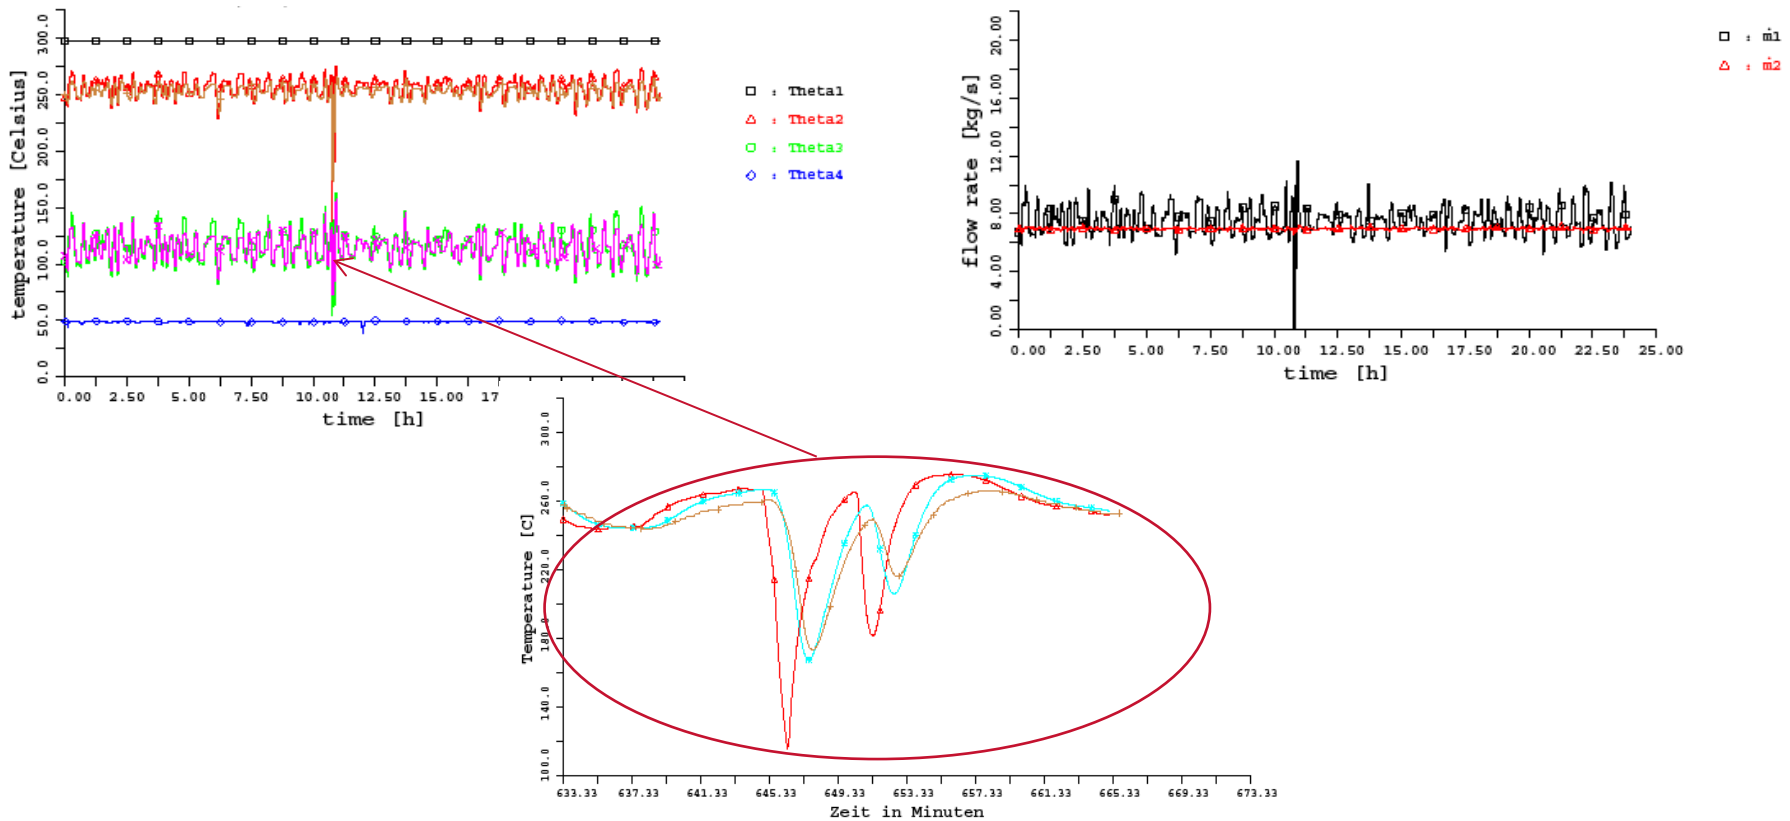 temperature [Celsius]
300.0
250.0
200.0
150.0
100.0
50.0
0.0
0.00 2.50 5.00 7.50 10.00 12.50 15.00 17
time [h]
: Theta1
: Theta2
: Theta3
: Theta4
flow rate [kg/s]
20.00
16.00
12.00
8.00
4.00
0.00
0.00 2.50 5.00 7.50 10.00 12.50 15.00 17.50 20.00 22.50 25.00
time [h]
: ṁ1
: ṁ2
Temperature [C]
300.0
260.0
220.0
180.0
140.0
100.0
633.33 637.33 641.33 645.33 649.33 653.33 657.33 661.33 665.33 669.33 673.33
Zeit in Minuten